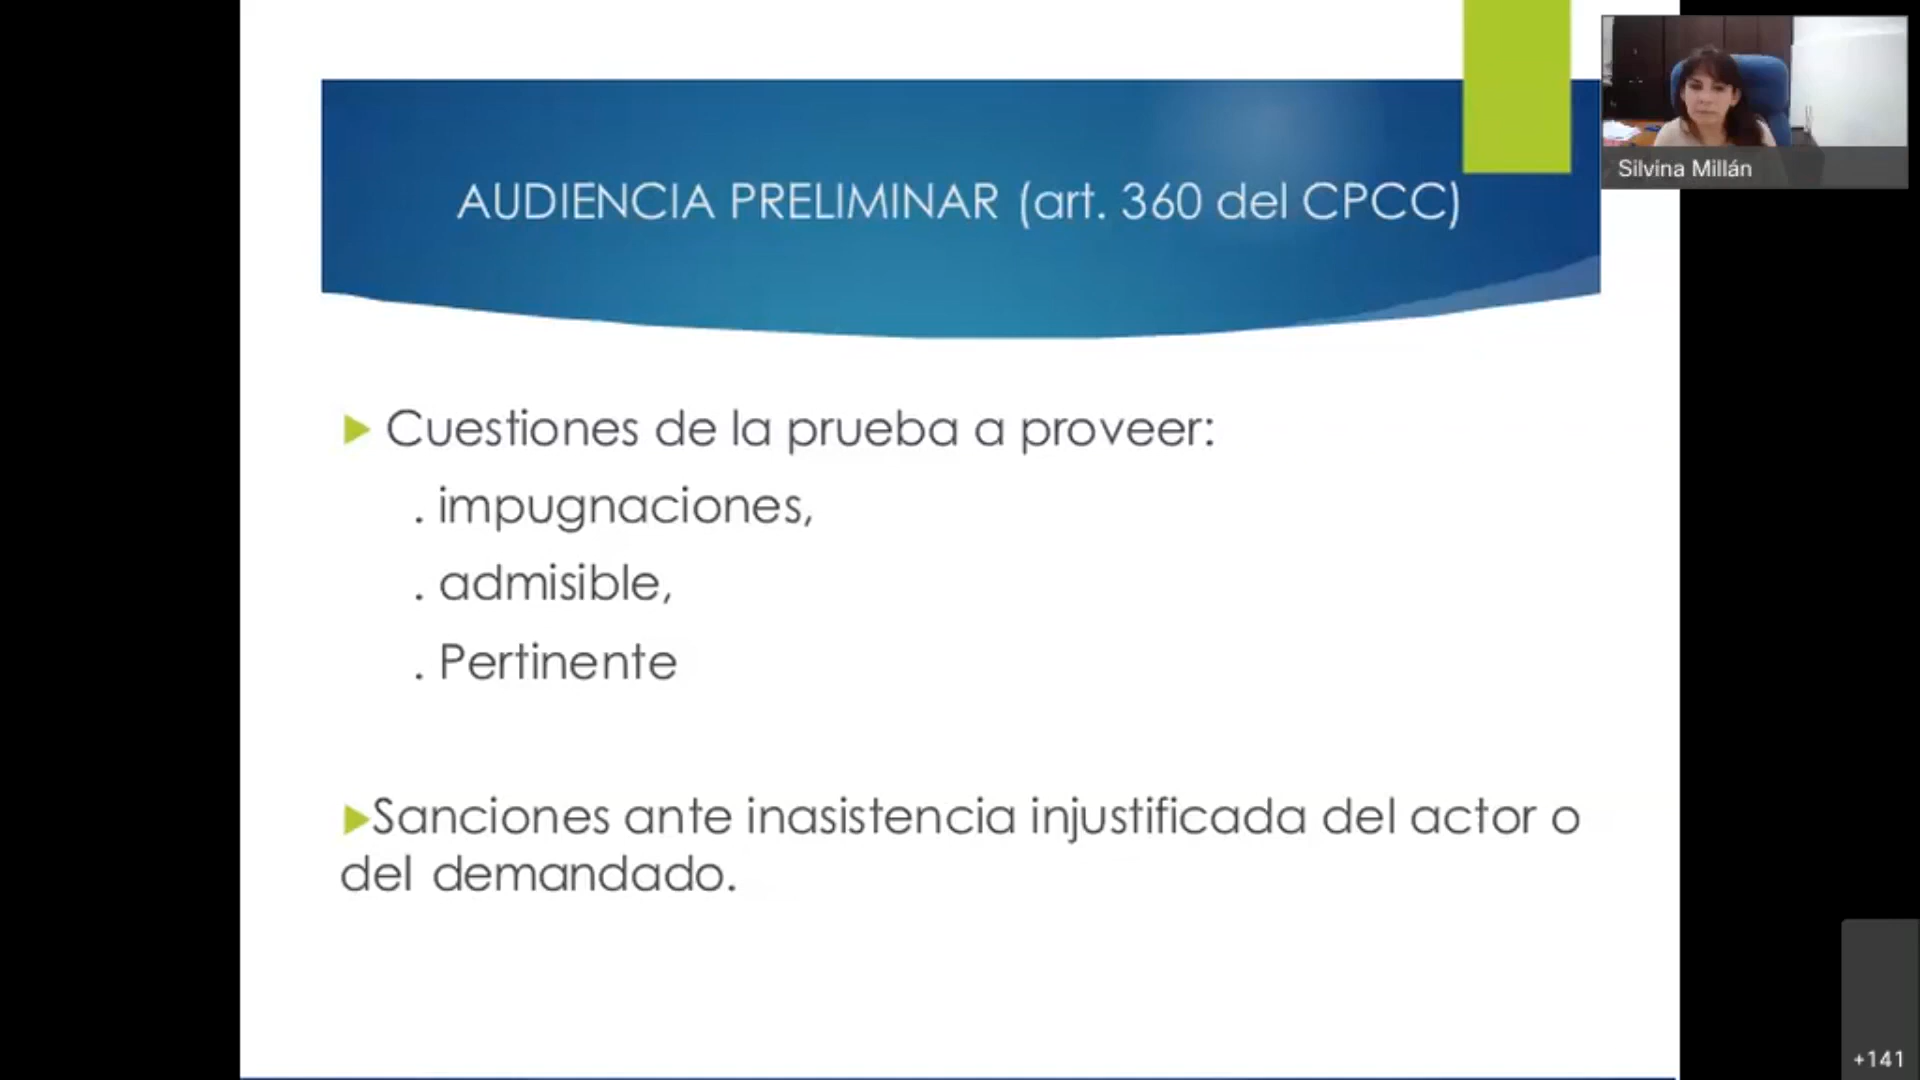 AUDIENCIA PRELIMINAR (art. 360 del CPCC)
Silvina Millán
Cuestiones de la prueba a proveer:
. impugnaciones,
. admisible,
. Pertinente
Sanciones ante inasistencia injustificada del actor o
del demandado.
+141